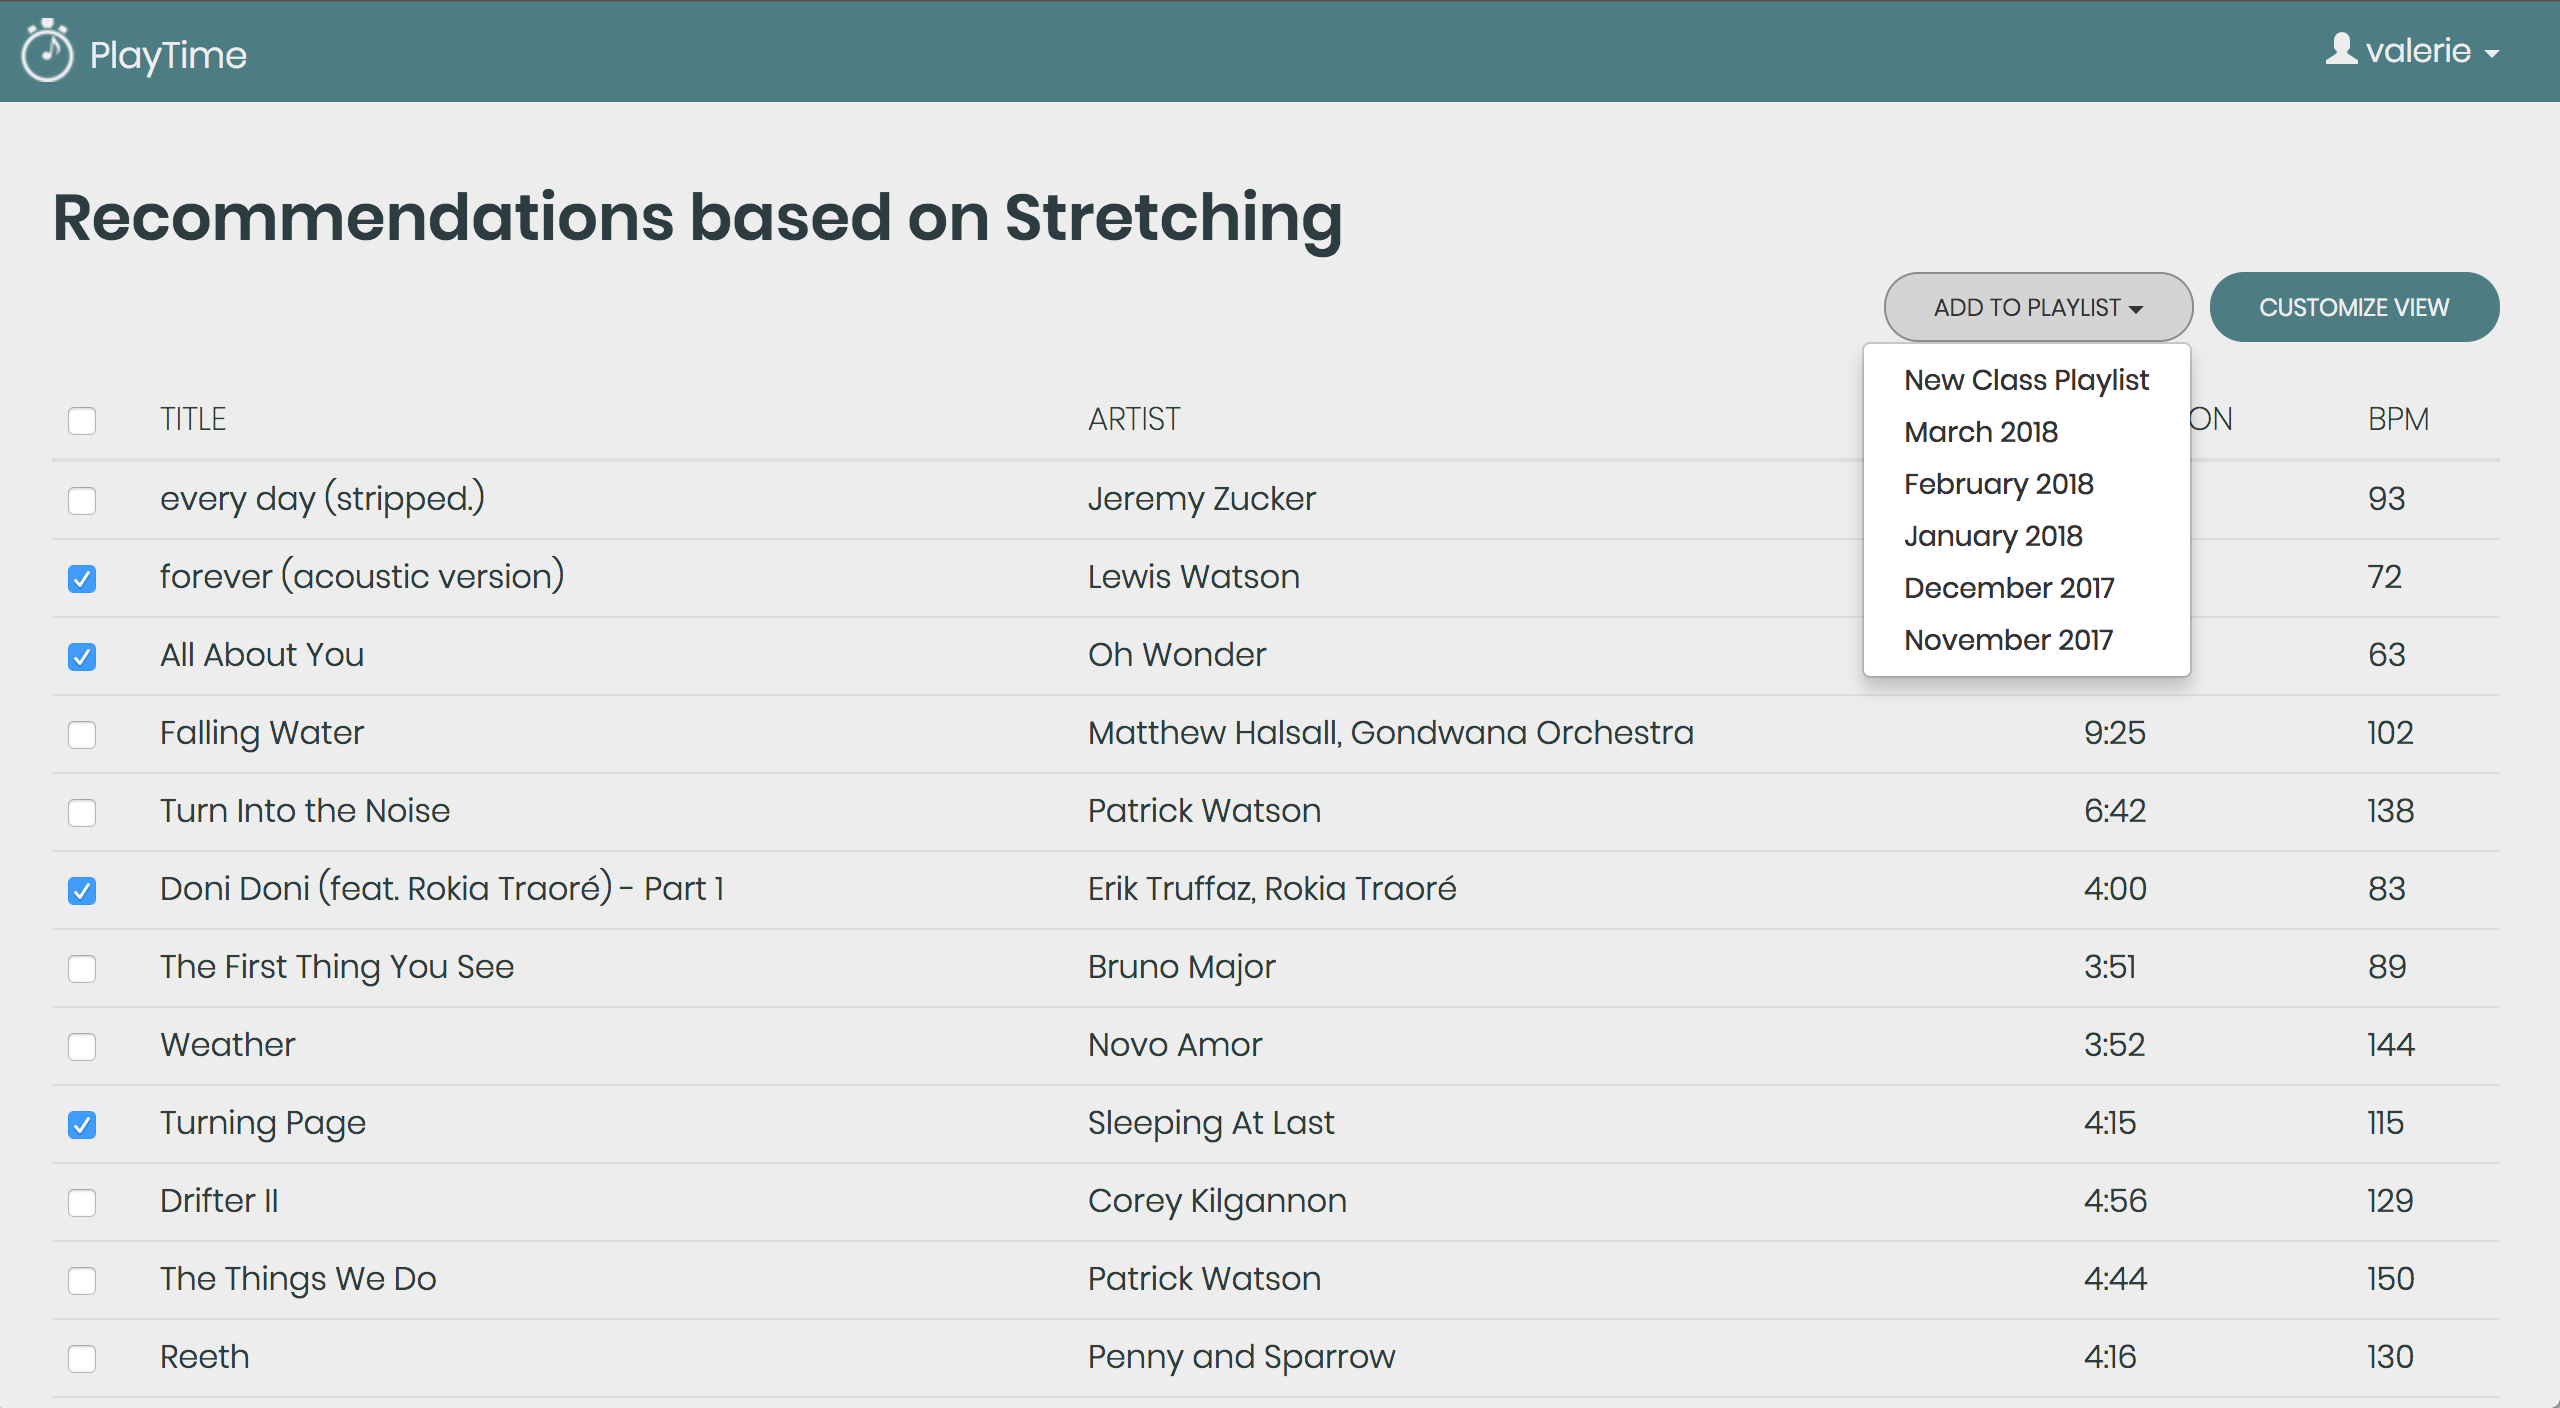 PlayTime
valerie
Recommendations based on Stretching
ADD TO PLAYLIST CUSTOMIZE VIEW
New Class Playlist
March 2018
February 2018
January 2018
December 2017
November 2017
TITLE ARTIST ON BPM
every day (stripped.) Jeremy Zucker 93
forever (acoustic version) Lewis Watson 72
All About You Oh Wonder 63
Falling Water Matthew Halsall, Gondwana Orchestra 9:25 102
Turn Into the Noise Patrick Watson 6:42 138
Doni Doni (feat. Rokia Traoré) - Part 1 Erik Truffaz, Rokia Traoré 4:00 83
The First Thing You See Bruno Major 3:51 89
Weather Novo Amor 3:52 144
Turning Page Sleeping At Last 4:15 115
Drifter II Corey Kilgannon 4:56 129
The Things We Do Patrick Watson 4:44 150
Reeth Penny and Sparrow 4:16 130